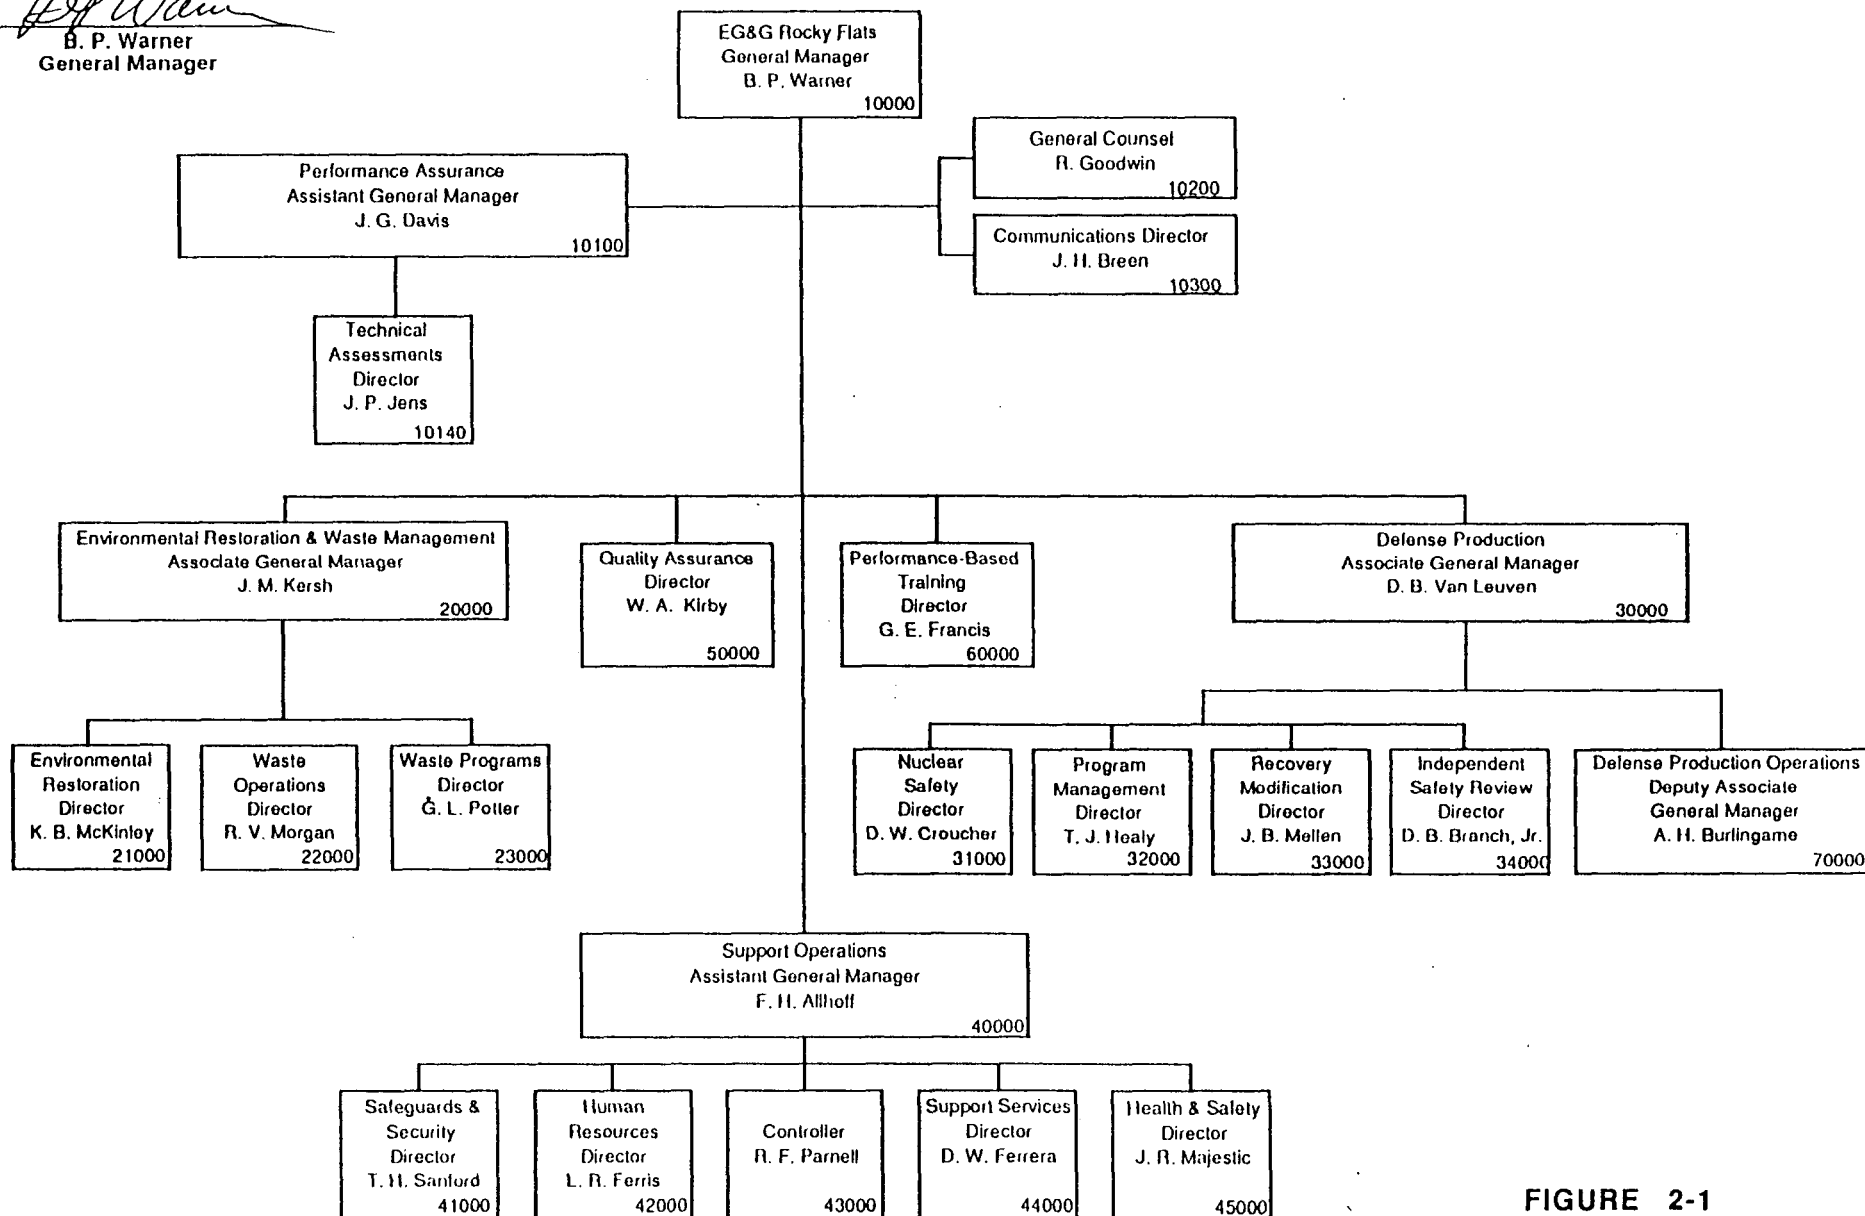 B. P. Warner
General Manager
EG&G Rocky Flats
General Manager
B. P. Warner
10000
General Counsel
R. Goodwin
10200
Performance Assurance
Assistant General Manager
J. G. Davis
10100
Communications Director
J. H. Breen
10300
Technical
Assessments
Director
J. P. Jens
10140
Environmental Restoration & Waste Management
Associate General Manager
J. M. Kersh
20000
Quality Assurance
Director
W. A. Kirby
50000
Performance-Based
Training
Director
G. E. Francis
60000
Defense Production
Associate General Manager
D. B. Van Leuven
30000
Environmental
Restoration
Director
K. B. McKinley
21000
Waste
Operations
Director
R. V. Morgan
22000
Waste Programs
Director
G. L. Potter
23000
Nuclear
Safety
Director
D. W. Croucher
31000
Program
Management
Director
T. J. Healy
32000
Recovery
Modification
Director
J. B. Mellen
33000
Independent
Safety Review
Director
D. B. Branch, Jr.
34000
Defense Production Operations
Deputy Associate
General Manager
A. H. Burlingame
70000
Support Operations
Assistant General Manager
F. H. Allhoff
40000
Safeguards &
Security
Director
T. H. Sanford
41000
Human
Resources
Director
L. R. Ferris
42000
Controller
R. F. Parnell
43000
Support Services
Director
D. W. Ferrera
44000
Health & Safety
Director
J. R. Majestic
45000
FIGURE 2-1